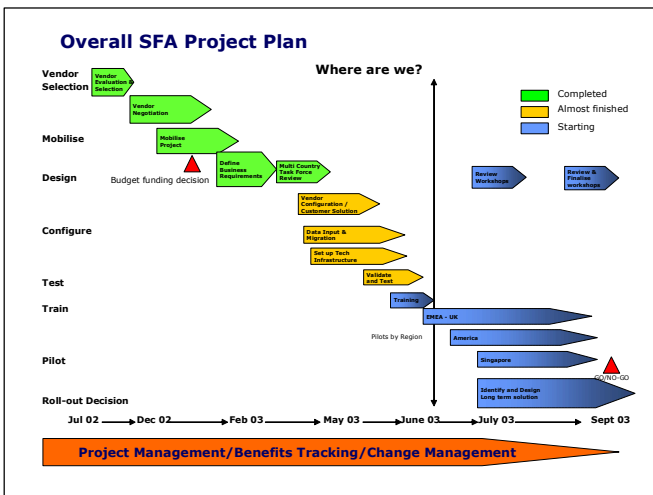 Overall SFA Project Plan
Where are we?
Vendor
Selection
Vendor
Evaluation &
Selection
Vendor
Negotiation
Completed
Almost finished
Starting
Mobilise
Mobilise
Project
Budget funding decision
Design
Define
Business
Requirements
Multi Country
Task Force
Review
Review
Workshops
Review &
Finalise
workshops
Vendor
Configuration /
Customer Solution
Configure
Data Input &
Migration
Set up Tech
Infrastructure
Test
Validate
and Test
Train
Training
EMEA - UK
Pilots by Region
America
Pilot
Singapore
GO/NO-GO
Roll-out Decision
Identify and Design
Long term solution
Jul 02
Dec 02
Feb 03
May 03
June 03
July 03
Sept 03
Project Management/Benefits Tracking/Change Management